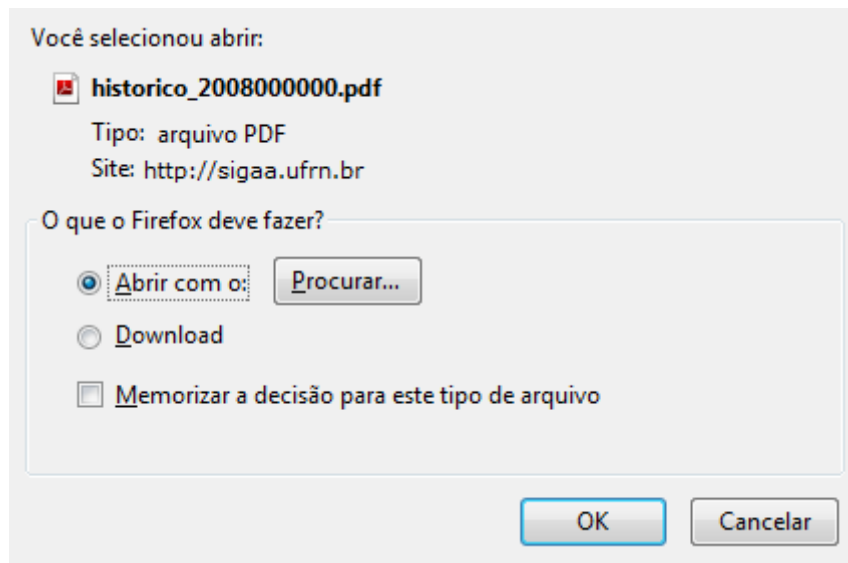 Você selecionou abrir:
historico_2008000000.pdf
Tipo: arquivo PDF
Site: http://sigaa.ufrn.br
O que o Firefox deve fazer?
Abrir com o: Procurar...
Download
Memorizar a decisão para este tipo de arquivo
OK Cancelar